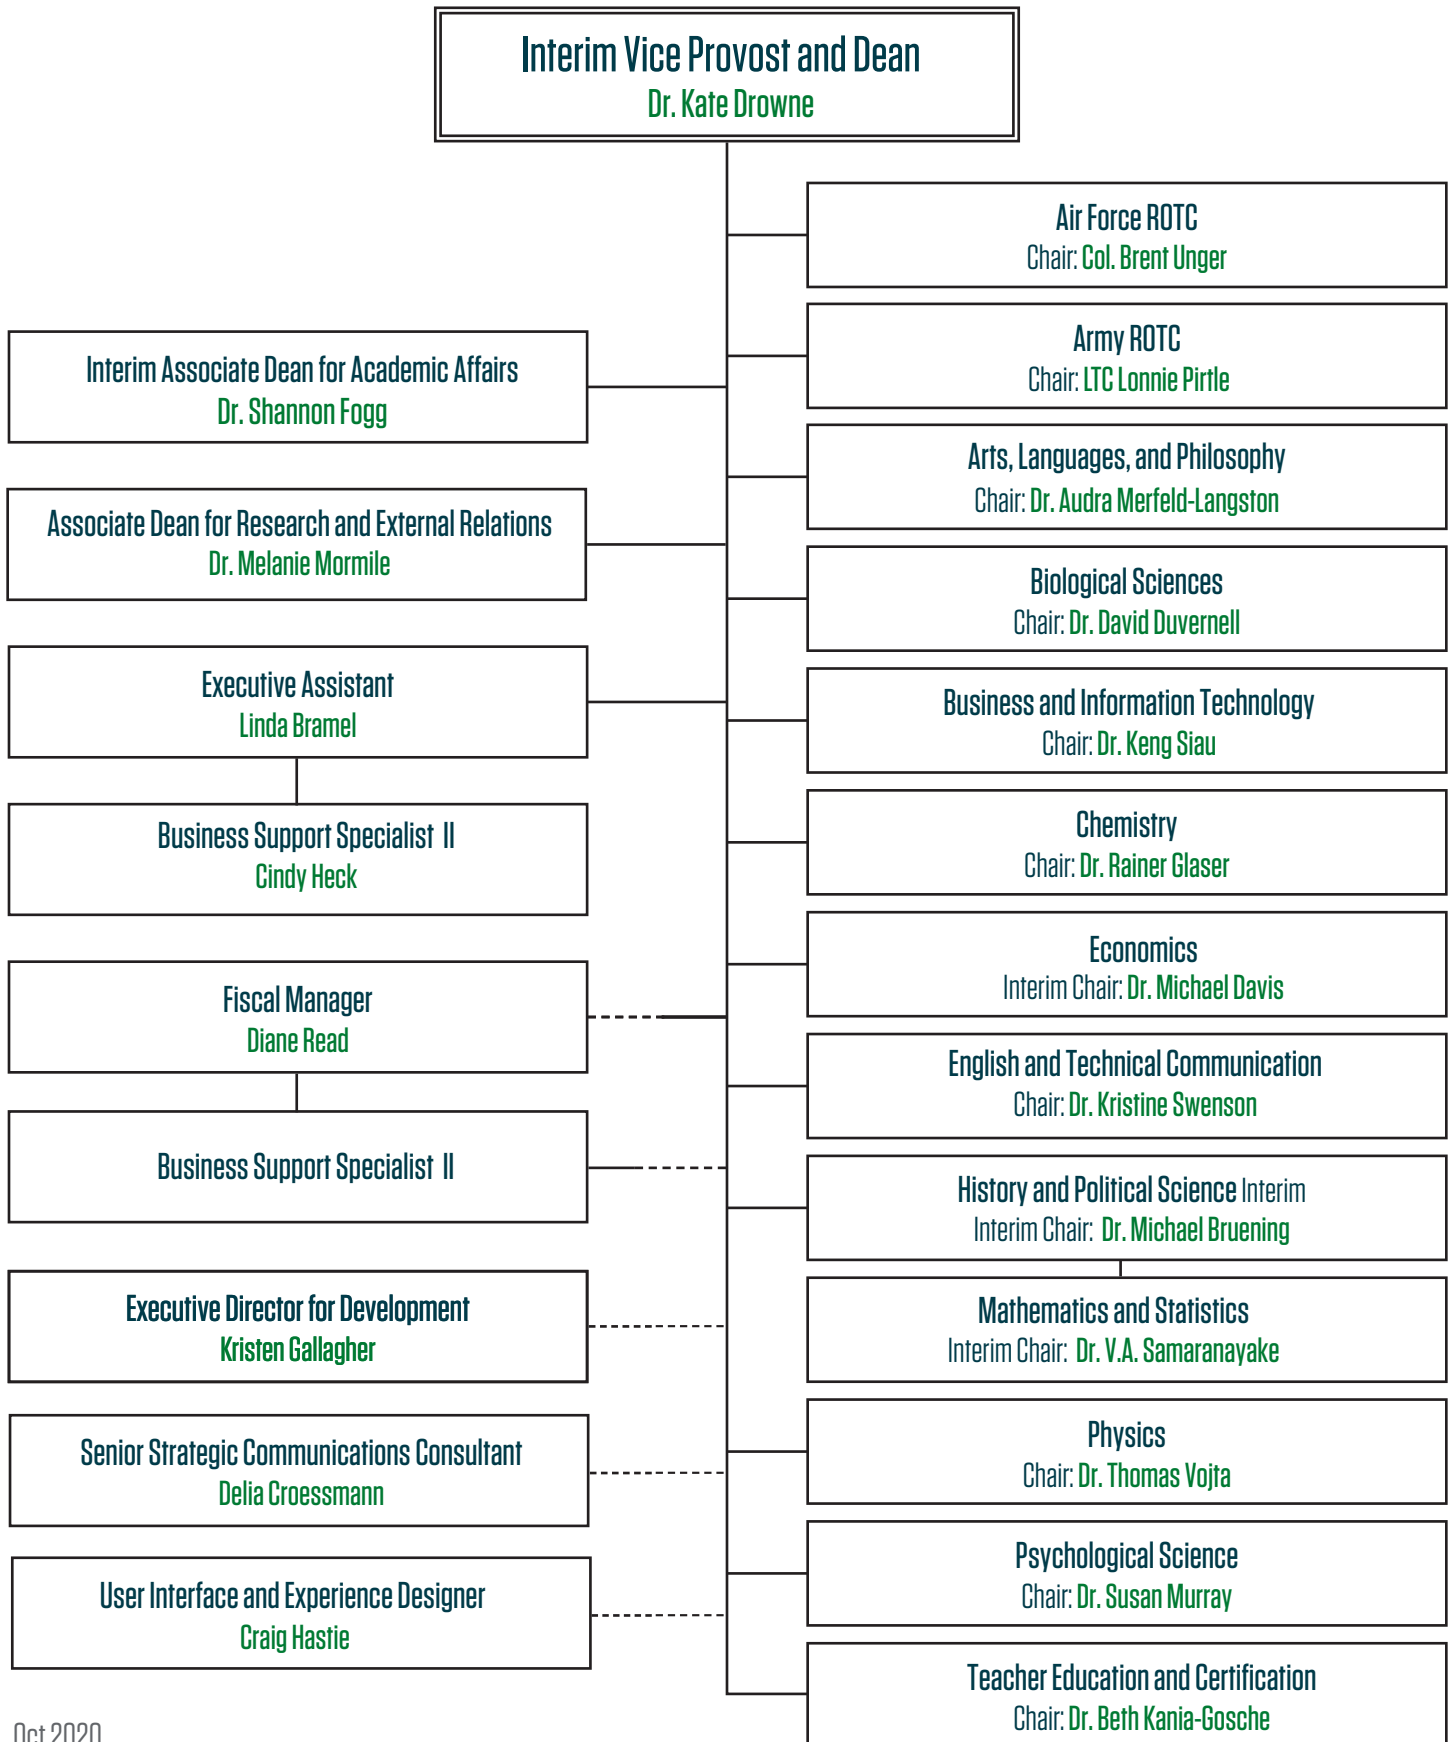 Interim Vice Provost and Dean
Dr. Kate Drowne
Interim Associate Dean for Academic Affairs
Dr. Shannon Fogg
Associate Dean for Research and External Relations
Dr. Melanie Mormile
Executive Assistant
Linda Bramel
Business Support Specialist II
Cindy Heck
Fiscal Manager
Diane Read
Business Support Specialist II
Executive Director for Development
Kristen Gallagher
Senior Strategic Communications Consultant
Delia Croessmann
User Interface and Experience Designer
Craig Hastie
Air Force ROTC
Chair: Col. Brent Unger
Army ROTC
Chair: LTC Lonnie Pirtle
Arts, Languages, and Philosophy
Chair: Dr. Audra Merfeld-Langston
Biological Sciences
Chair: Dr. David Duvernell
Business and Information Technology
Chair: Dr. Keng Siau
Chemistry
Chair: Dr. Rainer Glaser
Economics
Interim Chair: Dr. Michael Davis
English and Technical Communication
Chair: Dr. Kristine Swenson
History and Political Science Interim
Interim Chair: Dr. Michael Bruening
Mathematics and Statistics
Interim Chair: Dr. V.A. Samaranayake
Physics
Chair: Dr. Thomas Vojta
Psychological Science
Chair: Dr. Susan Murray
Teacher Education and Certification
Chair: Dr. Beth Kania-Gosche
Oct 2020